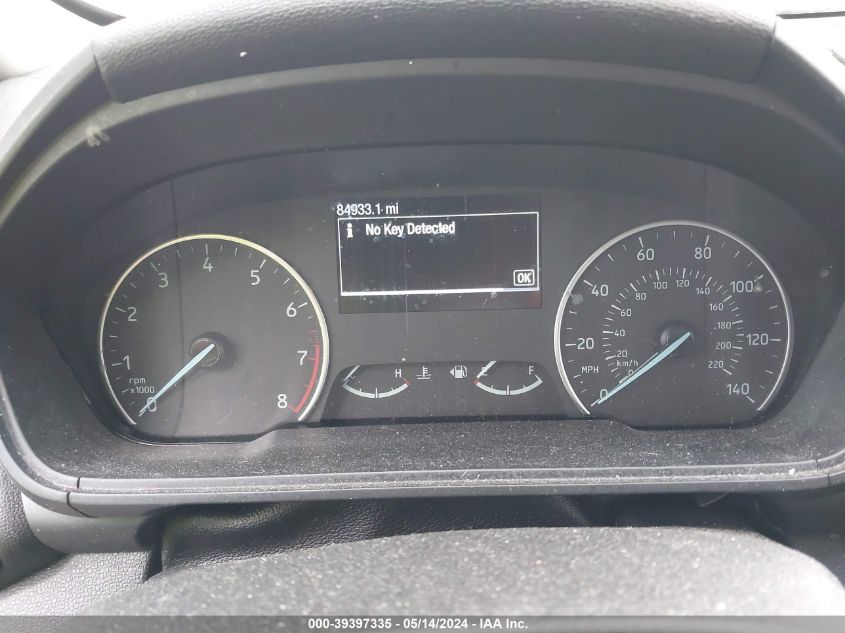 84933.1 mi
i No Key Detected
OK
0 1 2 3 4 5 6 7 8
rpm
x1000
H
F
0 20 40 60 80 100 120 140
MPH
km/h
0 20 40 60 80 100 120 140 160 180 200 220
000-39397335 - 05/14/2024 - IAA Inc.